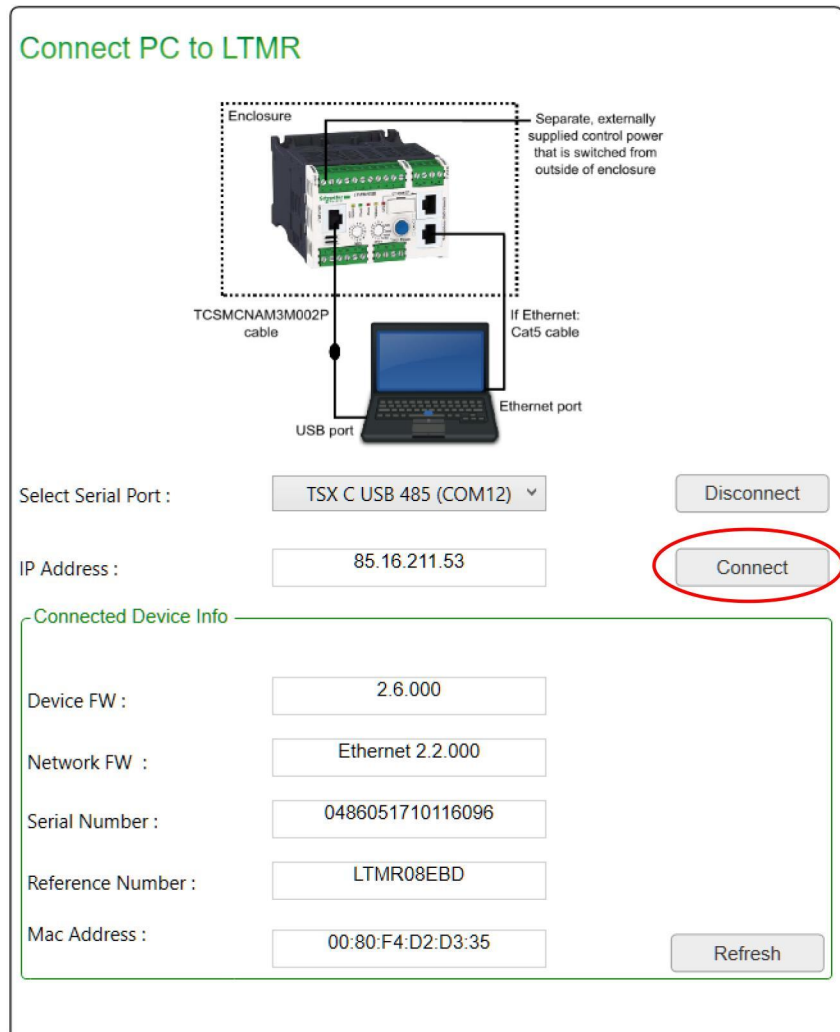 Connect PC to LTMR
Enclosure
Separate, externally
supplied control power
that is switched from
outside of enclosure
TCSMCNAM3M002P
cable
If Ethernet:
Cat5 cable
Ethernet port
USB port
Select Serial Port :
TSX C USB 485 (COM12)
Disconnect
IP Address :
85.16.211.53
Connect
Connected Device Info
Device FW :
2.6.000
Network FW :
Ethernet 2.2.000
Serial Number :
0486051710116096
Reference Number :
LTMR08EBD
Mac Address :
00:80:F4:D2:D3:35
Refresh